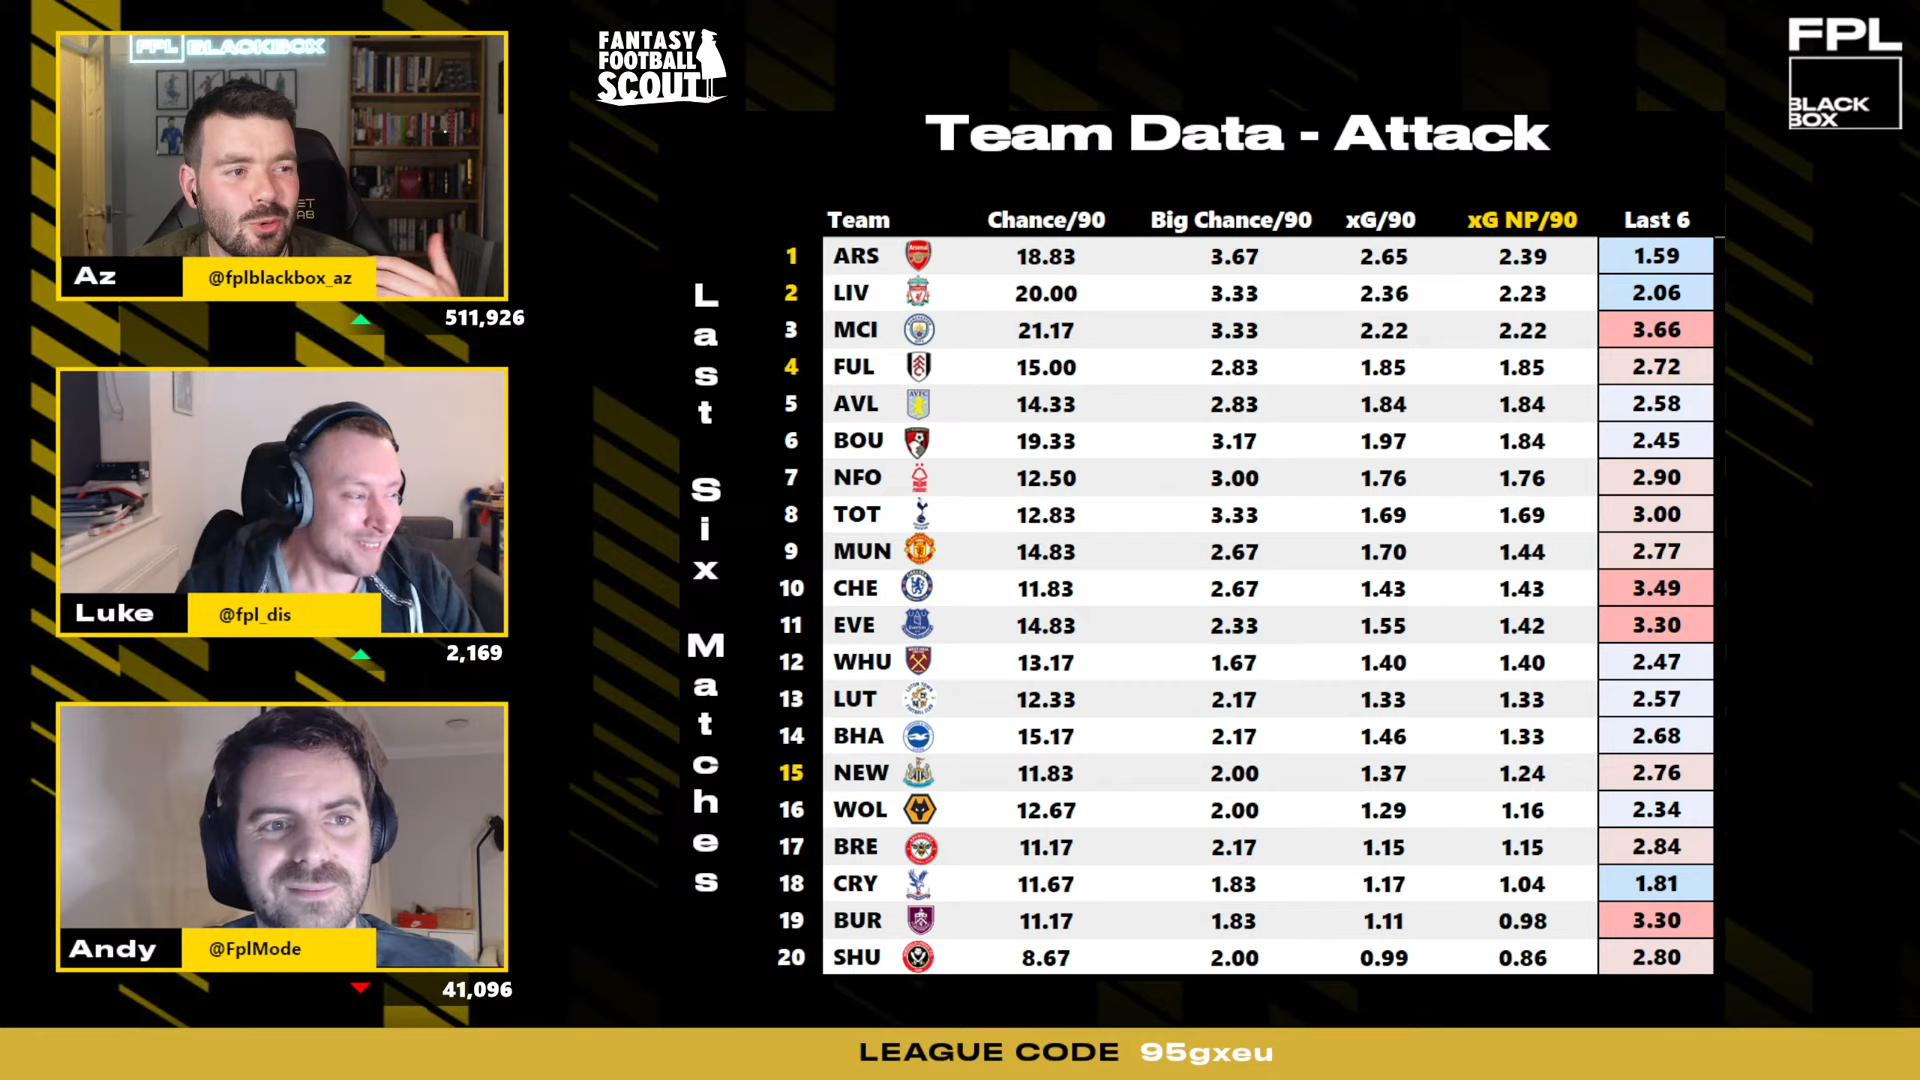 FPL BLACKBOX
Az
@fplblackbox_az
511,926
Luke
@fpl_dis
2,169
Andy
@FplMode
41,096
FANTASY
FOOTBALL
SCOUT
FPL
BLACK
BOX
Team Data - Attack
Last Six Matches
Team Chance/90 Big Chance/90 xG/90 xG NP/90 Last 6
1 ARS 18.83 3.67 2.65 2.39 1.59
2 LIV 20.00 3.33 2.36 2.23 2.06
3 MCI 21.17 3.33 2.22 2.22 3.66
4 FUL 15.00 2.83 1.85 1.85 2.72
5 AVL 14.33 2.83 1.84 1.84 2.58
6 BOU 19.33 3.17 1.97 1.84 2.45
7 NFO 12.50 3.00 1.76 1.76 2.90
8 TOT 12.83 3.33 1.69 1.69 3.00
9 MUN 14.83 2.67 1.70 1.44 2.77
10 CHE 11.83 2.67 1.43 1.43 3.49
11 EVE 14.83 2.33 1.55 1.42 3.30
12 WHU 13.17 1.67 1.40 1.40 2.47
13 LUT 12.33 2.17 1.33 1.33 2.57
14 BHA 15.17 2.17 1.46 1.33 2.68
15 NEW 11.83 2.00 1.37 1.24 2.76
16 WOL 12.67 2.00 1.29 1.16 2.34
17 BRE 11.17 2.17 1.15 1.15 2.84
18 CRY 11.67 1.83 1.17 1.04 1.81
19 BUR 11.17 1.83 1.11 0.98 3.30
20 SHU 8.67 2.00 0.99 0.86 2.80
LEAGUE CODE 95gxeu